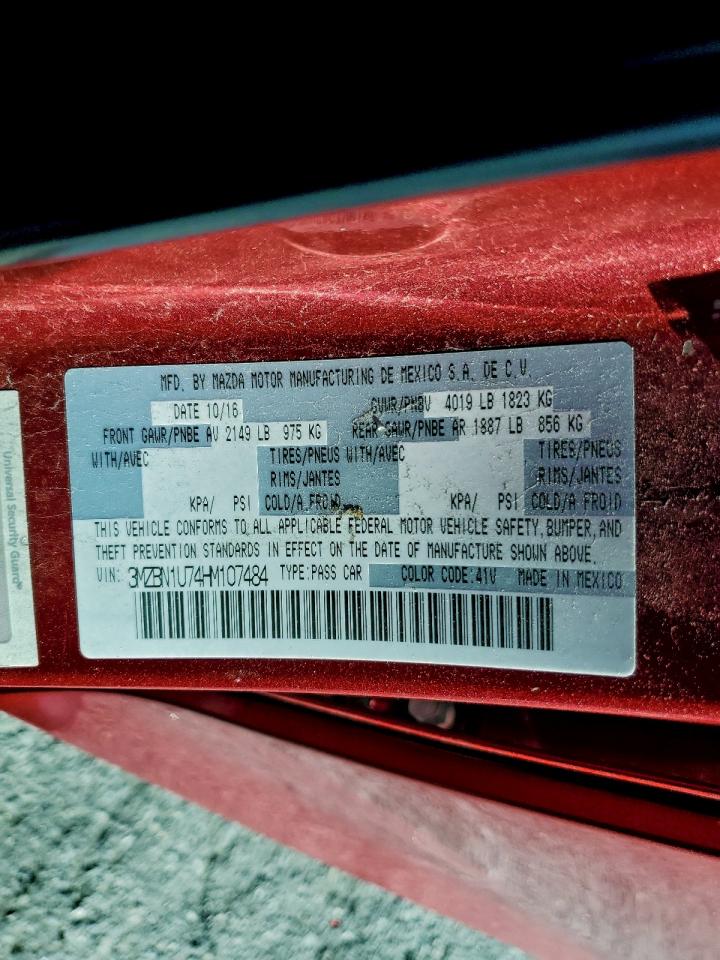 MFD. BY MAZDA MOTOR MANUFACTURING DE MEXICO S.A. DE C.V.
DATE 10/16 GVWR/PNBV 4019 LB 1823 KG
FRONT GAWR/PNBE AV 2149 LB 975 KG REAR GAWR/PNBE AR 1887 LB 856 KG
WITH/AVEC TIRES/PNEUS WITH/AVEC TIRES/PNEUS
RIMS/JANTES RIMS/JANTES
KPA/ PSI COLD/A FROID KPA/ PSI COLD/A FROID
THIS VEHICLE CONFORMS TO ALL APPLICABLE FEDERAL MOTOR VEHICLE SAFETY, BUMPER, AND
THEFT PREVENTION STANDARDS IN EFFECT ON THE DATE OF MANUFACTURE SHOWN ABOVE.
VIN: 3MZBN1U74HM107484 TYPE:PASS CAR COLOR CODE:41V MADE IN MEXICO
Universal Security Guard